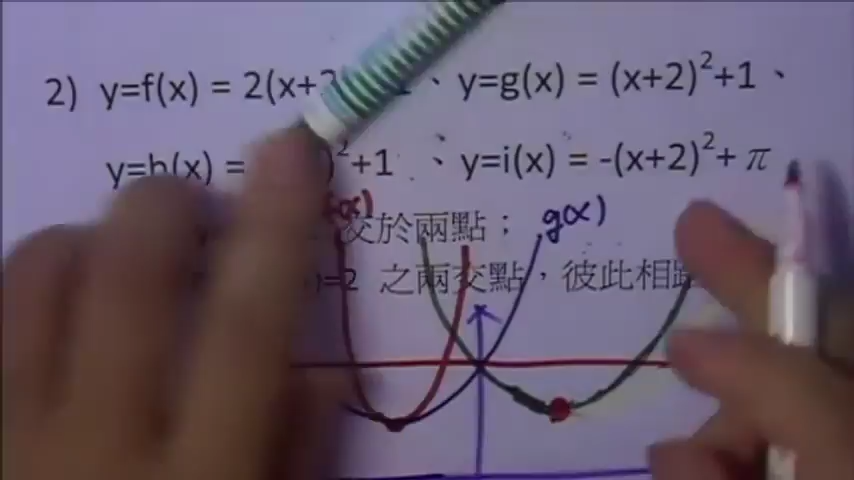 2) y=f(x) = 2(x+2 、 y=g(x) = (x+2)²+1 、
y=h(x) = )²+1 、 y=i(x) = -(x+2)²+ π
交於兩點；
f(x)
g(x)
)=2 之兩交點，彼此相距